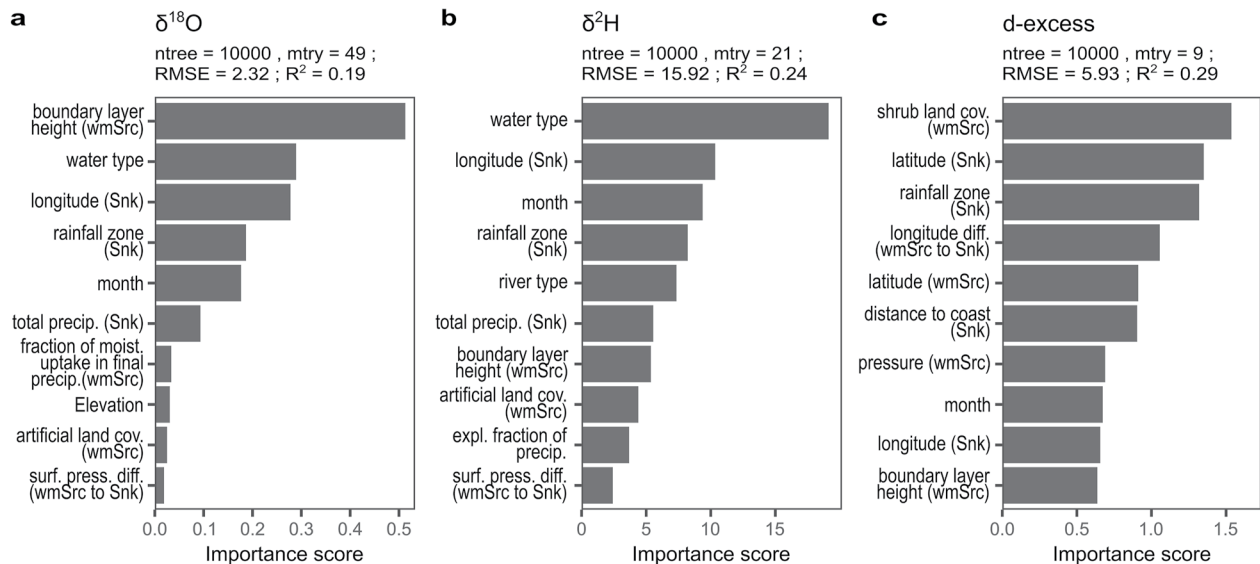 a
δ¹⁸O
ntree = 10000 , mtry = 49 ;
RMSE = 2.32 ; R² = 0.19
boundary layer
height (wmSrc)
water type
longitude (Snk)
rainfall zone
(Snk)
month
total precip. (Snk)
fraction of moist.
uptake in final
precip.(wmSrc)
Elevation
artificial land cov.
(wmSrc)
surf. press. diff.
(wmSrc to Snk)
0.0 0.1 0.2 0.3 0.4 0.5
Importance score
b
δ²H
ntree = 10000 , mtry = 21 ;
RMSE = 15.92 ; R² = 0.24
water type
longitude (Snk)
month
rainfall zone
(Snk)
river type
total precip. (Snk)
boundary layer
height (wmSrc)
artificial land cov.
(wmSrc)
expl. fraction of
precip.
surf. press. diff.
(wmSrc to Snk)
0 5 10 15
Importance score
c
d-excess
ntree = 10000 , mtry = 9 ;
RMSE = 5.93 ; R² = 0.29
shrub land cov.
(wmSrc)
latitude (Snk)
rainfall zone
(Snk)
longitude diff.
(wmSrc to Snk)
latitude (wmSrc)
distance to coast
(Snk)
pressure (wmSrc)
month
longitude (Snk)
boundary layer
height (wmSrc)
0.0 0.5 1.0 1.5
Importance score